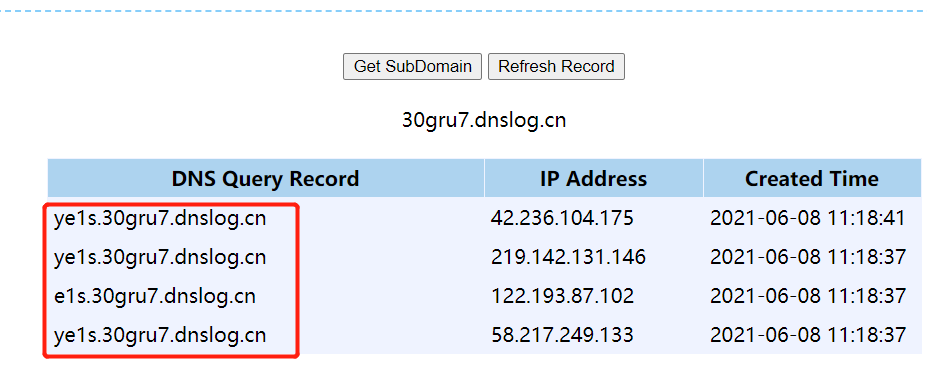 Get SubDomain Refresh Record
30gru7.dnslog.cn
DNS Query Record IP Address Created Time
ye1s.30gru7.dnslog.cn 42.236.104.175 2021-06-08 11:18:41
ye1s.30gru7.dnslog.cn 219.142.131.146 2021-06-08 11:18:37
e1s.30gru7.dnslog.cn 122.193.87.102 2021-06-08 11:18:37
ye1s.30gru7.dnslog.cn 58.217.249.133 2021-06-08 11:18:37